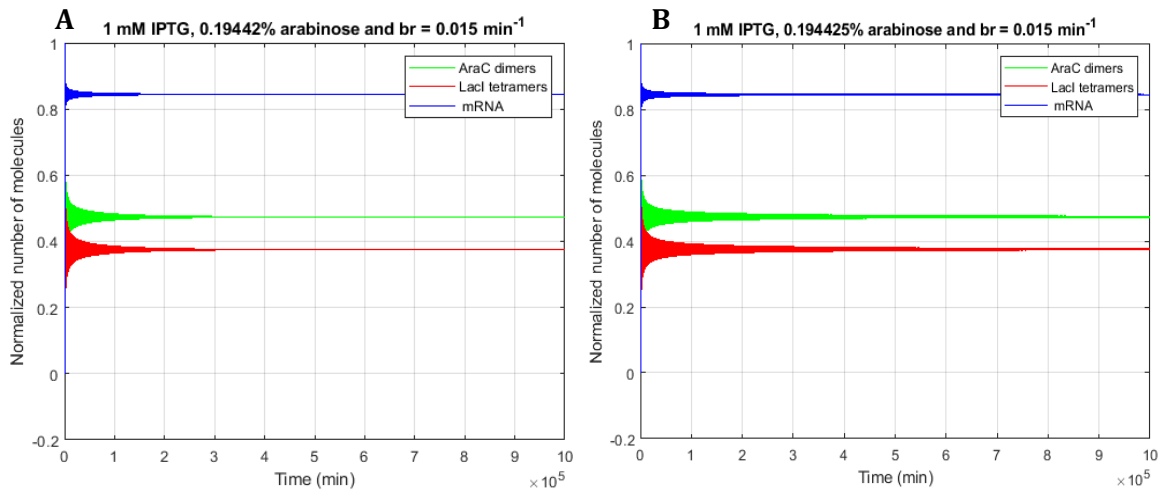 A
1 mM IPTG, 0.19442% arabinose and br = 0.015 min⁻¹
Normalized number of molecules
1
0.8
0.6
0.4
0.2
0
-0.2
AraC dimers
LacI tetramers
mRNA
0 1 2 3 4 5 6 7 8 9 10
Time (min)
×10⁵
B
1 mM IPTG, 0.194425% arabinose and br = 0.015 min⁻¹
Normalized number of molecules
1
0.8
0.6
0.4
0.2
0
-0.2
AraC dimers
LacI tetramers
mRNA
0 1 2 3 4 5 6 7 8 9 10
Time (min)
×10⁵